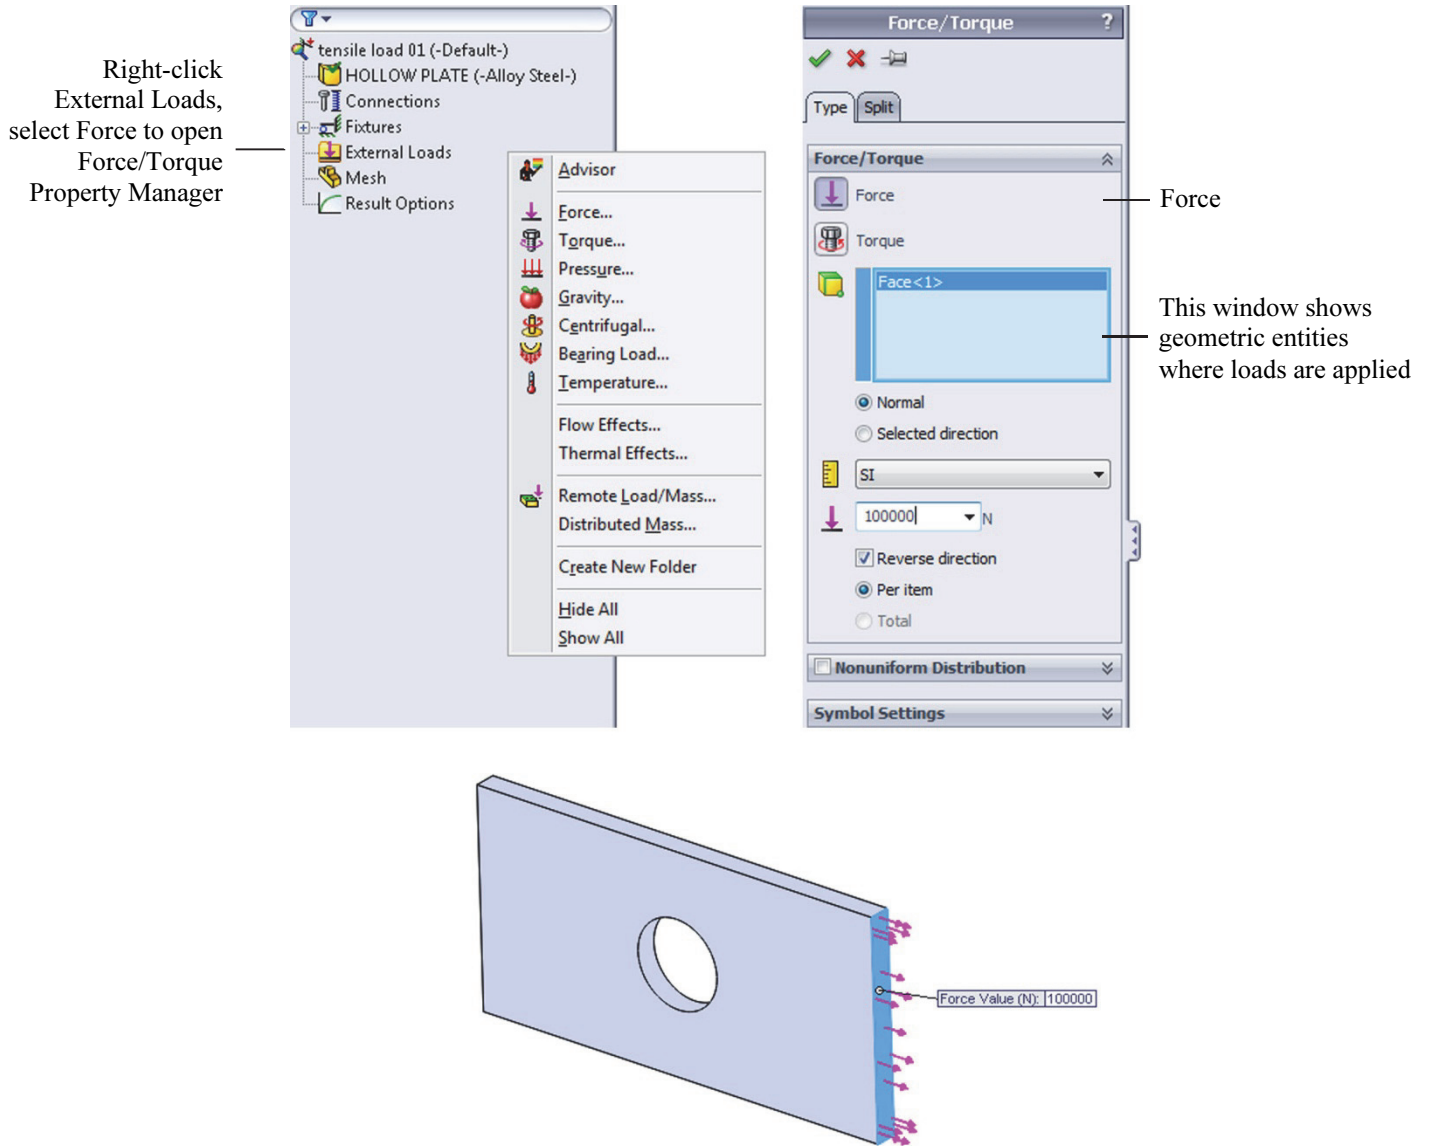 Right-click
External Loads,
select Force to open
Force/Torque
Property Manager
tensile load 01 (-Default-)
HOLLOW PLATE (-Alloy Steel-)
Connections
Fixtures
External Loads
Mesh
Result Options
Advisor
Force...
Torque...
Pressure...
Gravity...
Centrifugal...
Bearing Load...
Temperature...
Flow Effects...
Thermal Effects...
Remote Load/Mass...
Distributed Mass...
Create New Folder
Hide All
Show All
Force/Torque ?
Type Split
Force/Torque
Force
Torque
Face<1>
Normal
Selected direction
SI
100000 N
Reverse direction
Per item
Total
Nonuniform Distribution
Symbol Settings
Force
This window shows
geometric entities
where loads are applied
Force Value (N): 100000